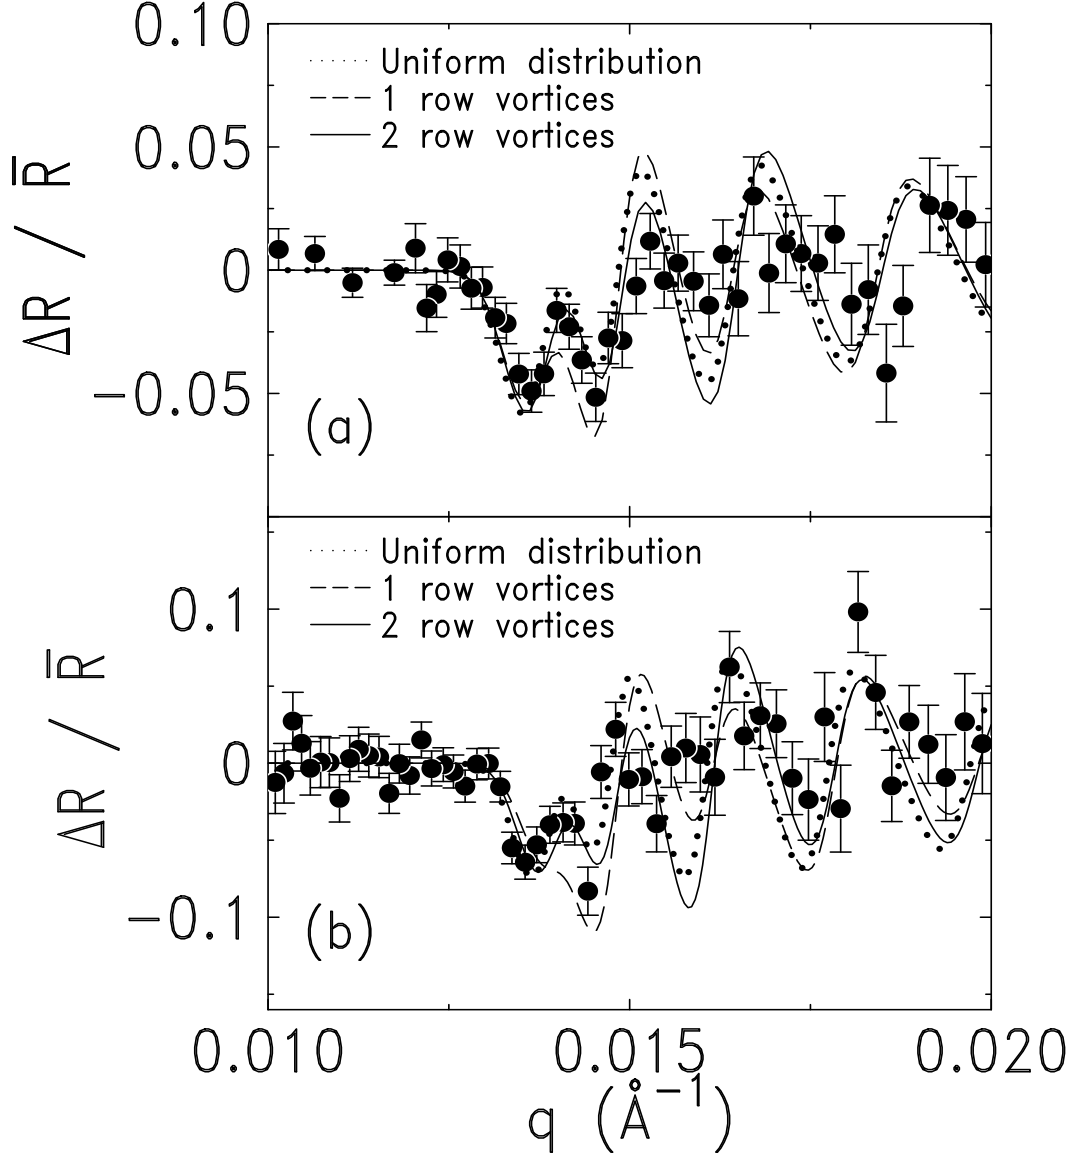 0.10
0.05
0
−0.05
ΔR / R̅
Uniform distribution
1 row vortices
2 row vortices
(a)
0.1
0
−0.1
ΔR / R̅
Uniform distribution
1 row vortices
2 row vortices
(b)
0.010 0.015 0.020
q (Å⁻¹)